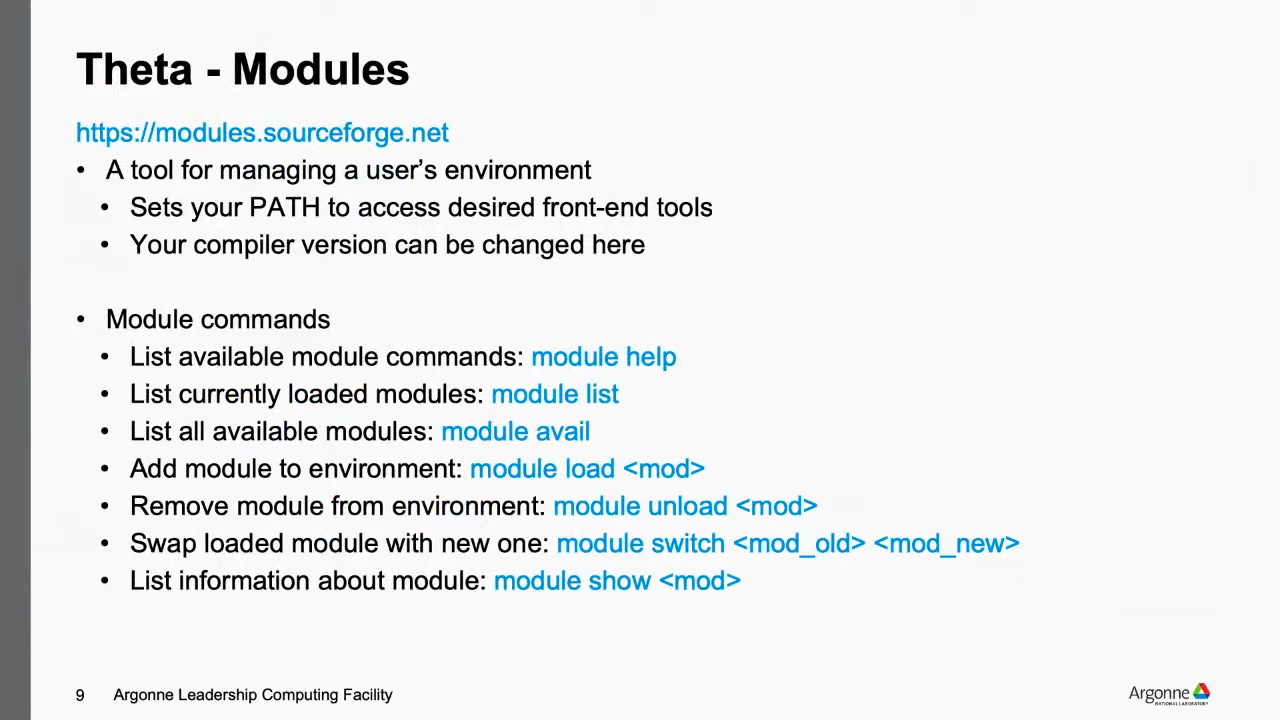 Theta - Modules
https://modules.sourceforge.net
• A tool for managing a user’s environment
• Sets your PATH to access desired front-end tools
• Your compiler version can be changed here
• Module commands
• List available module commands: module help
• List currently loaded modules: module list
• List all available modules: module avail
• Add module to environment: module load <mod>
• Remove module from environment: module unload <mod>
• Swap loaded module with new one: module switch <mod_old> <mod_new>
• List information about module: module show <mod>
9 Argonne Leadership Computing Facility
Argonne
NATIONAL LABORATORY